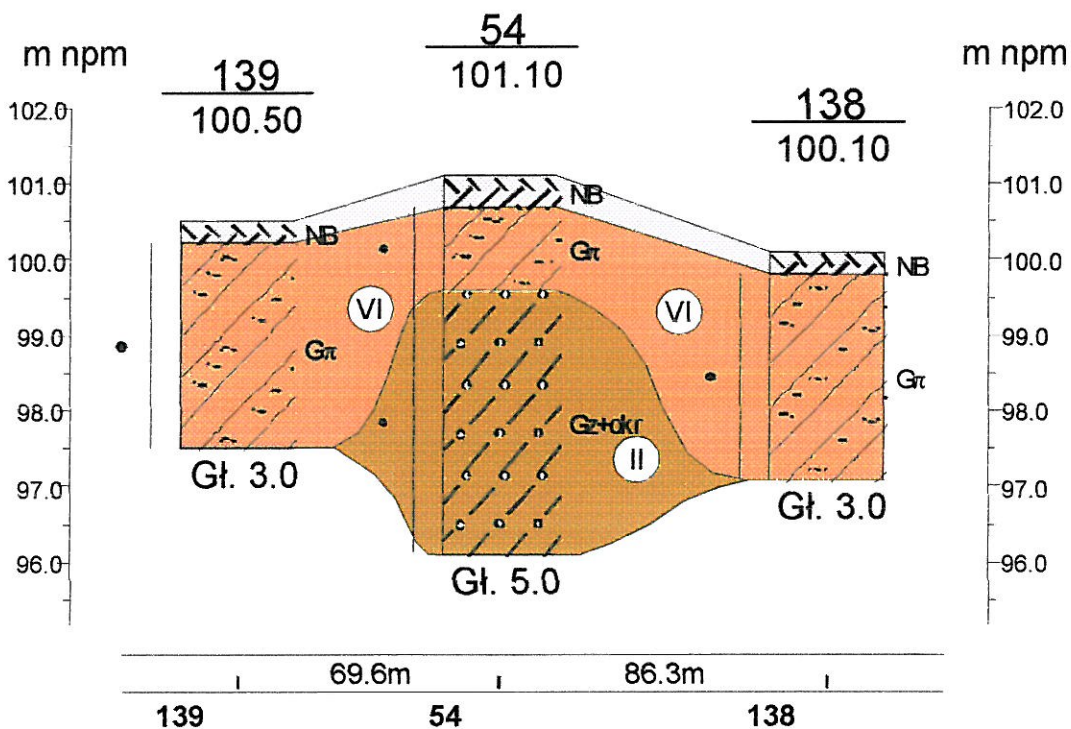 m npm
54
101.10
m npm
139
100.50
138
100.10
102.0
102.0
101.0
NB
101.0
NB
100.0
Gπ
NB
100.0
VI
VI
99.0
Gπ
99.0
Gπ
98.0
Gz+okr
98.0
II
97.0
Gł. 3.0
97.0
Gł. 3.0
96.0
Gł. 5.0
96.0
69.6m
86.3m
139
54
138